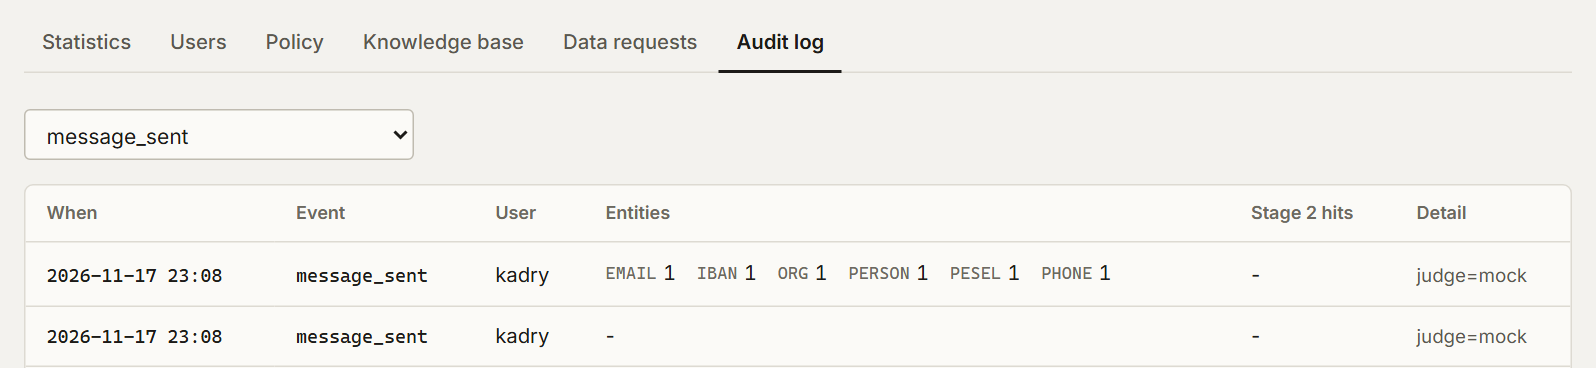 Statistics Users Policy Knowledge base Data requests Audit log
message_sent
When Event User Entities Stage 2 hits Detail
2026-11-17 23:08 message_sent kadry EMAIL 1 IBAN 1 ORG 1 PERSON 1 PESEL 1 PHONE 1 - judge=mock
2026-11-17 23:08 message_sent kadry - - judge=mock